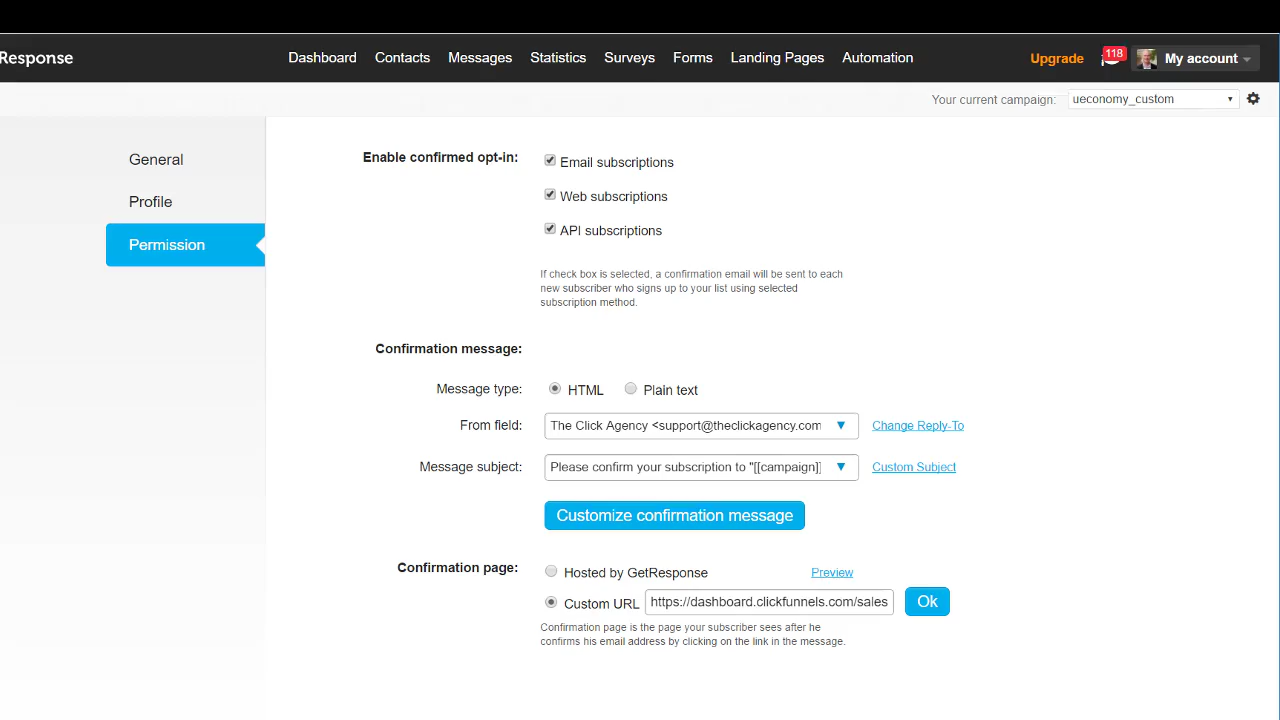 Response
Dashboard Contacts Messages Statistics Surveys Forms Landing Pages Automation Upgrade 118 My account
Your current campaign: ueconomy_custom
General
Profile
Permission
Enable confirmed opt-in: Email subscriptions
Web subscriptions
API subscriptions
If check box is selected, a confirmation email will be sent to each
new subscriber who signs up to your list using selected
subscription method.
Confirmation message:
Message type: HTML Plain text
From field: The Click Agency <support@theclickagency.com Change Reply-To
Message subject: Please confirm your subscription to "[[campaign]] Custom Subject
Customize confirmation message
Confirmation page: Hosted by GetResponse Preview
Custom URL https://dashboard.clickfunnels.com/sales Ok
Confirmation page is the page your subscriber sees after he
confirms his email address by clicking on the link in the message.